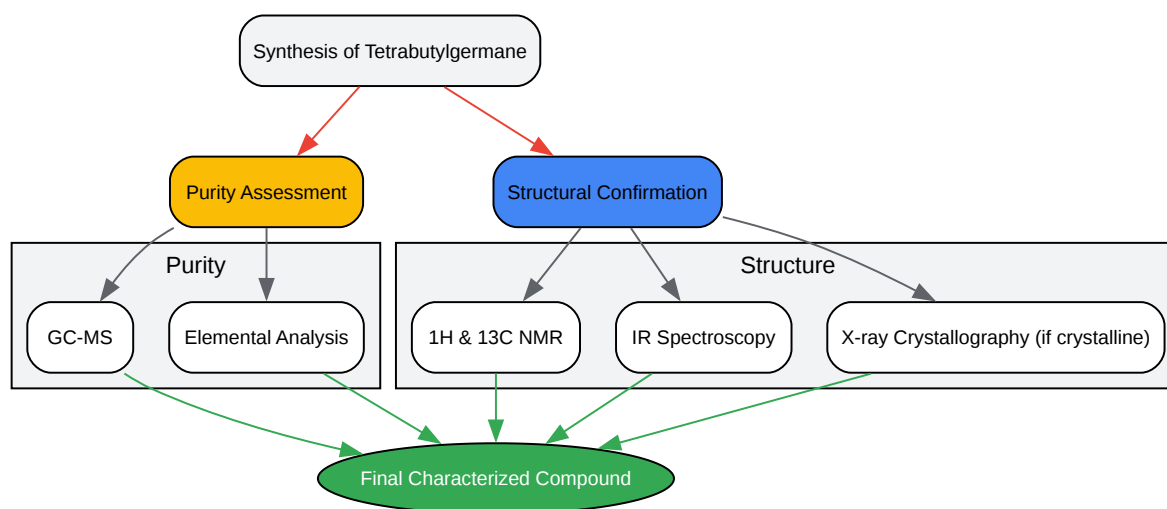 Synthesis of Tetrabutylgermane
Purity Assessment
Structural Confirmation
Purity
Structure
GC-MS
Elemental Analysis
1H & 13C NMR
IR Spectroscopy
X-ray Crystallography (if crystalline)
Final Characterized Compound